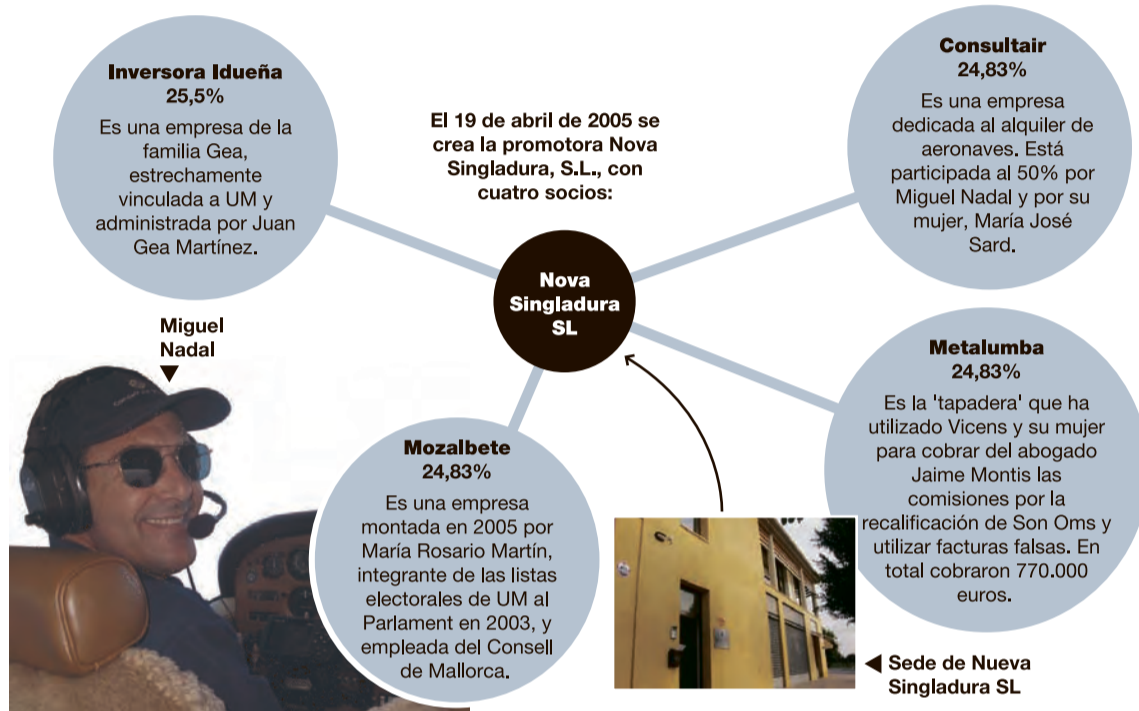 Inversora Idueña
25,5%
Es una empresa de la
familia Gea,
estrechamente
vinculada a UM y
administrada por Juan
Gea Martínez.
El 19 de abril de 2005 se
crea la promotora Nova
Singladura, S.L., con
cuatro socios:
Consultair
24,83%
Es una empresa
dedicada al alquiler de
aeronaves. Está
participada al 50% por
Miguel Nadal y por su
mujer, María José
Sard.
Nova
Singladura
SL
Miguel
Nadal
Mozalbete
24,83%
Es una empresa
montada en 2005 por
María Rosario Martín,
integrante de las listas
electorales de UM al
Parlament en 2003, y
empleada del Consell
de Mallorca.
Metalumba
24,83%
Es la 'tapadera' que ha
utilizado Vicens y su mujer
para cobrar del abogado
Jaime Montis las
comisiones por la
recalificación de Son Oms y
utilizar facturas falsas. En
total cobraron 770.000
euros.
Sede de Nueva
Singladura SL